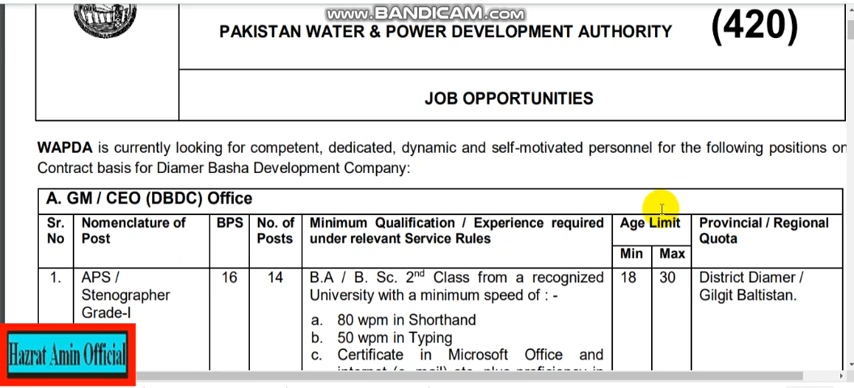 www.BANDICAM.com
PAKISTAN WATER & POWER DEVELOPMENT AUTHORITY
(420)
JOB OPPORTUNITIES
WAPDA is currently looking for competent, dedicated, dynamic and self-motivated personnel for the following positions on
Contract basis for Diamer Basha Development Company:
A. GM / CEO (DBDC) Office
Sr. No Nomenclature of Post BPS No. of Posts Minimum Qualification / Experience required under relevant Service Rules Age Limit Provincial / Regional Quota
Min Max
1. APS / Stenographer Grade-I 16 14 B.A / B. Sc. 2nd Class from a recognized University with a minimum speed of : - 18 30 District Diamer / Gilgit Baltistan.
a. 80 wpm in Shorthand
b. 50 wpm in Typing
c. Certificate in Microsoft Office and
Hazrat Amin Official